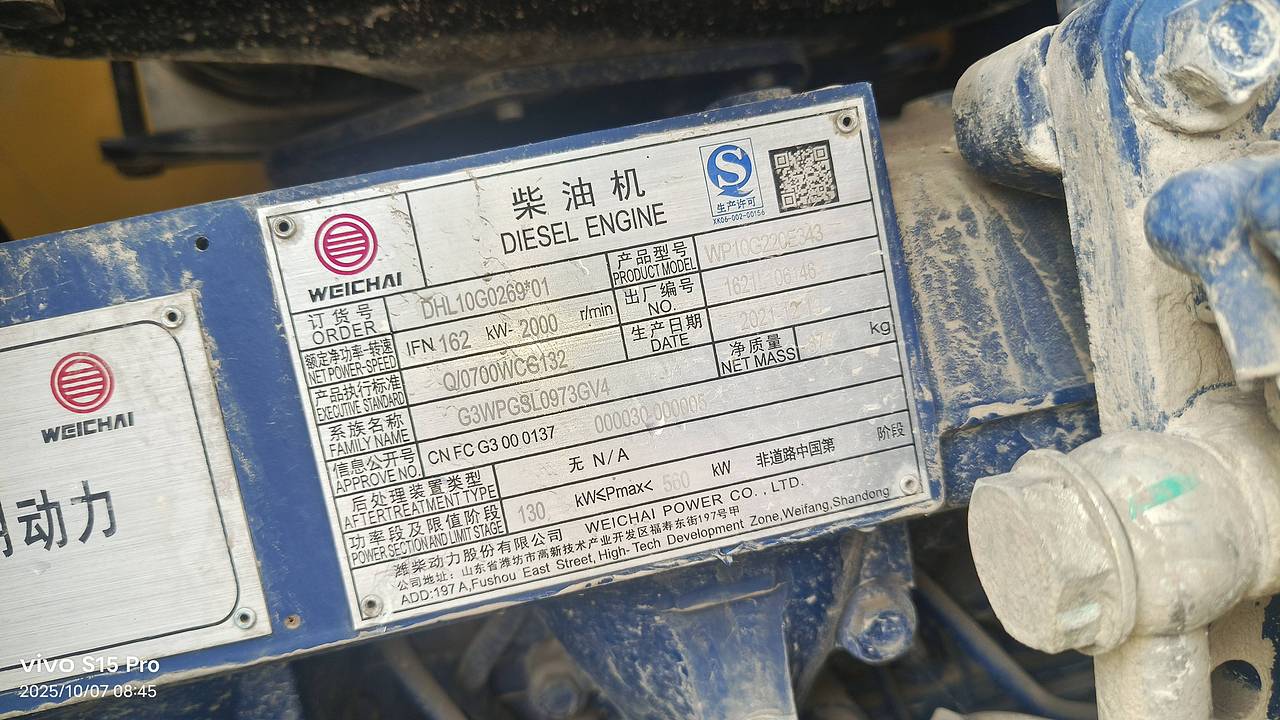 柴油机
DIESEL ENGINE
生产许可
XK06-002-00156
WEICHAI
订货号
ORDER
DHL10G0269*01
产品型号
PRODUCT MODEL
WP10G220E343
额定净功率-转速
NET POWER-SPEED
IFN 162 kW- 2000 r/min
出厂编号
NO.
产品执行标准
EXECUTIVE STANDARD
Q/0700WCG132
生产日期
DATE
系族名称
FAMILY NAME
G3WPGSL0973GV4
净质量
NET MASS
kg
信息公开号
APPROVE NO.
CN FC G3 00 0137 000030-000005
后处理装置类型
AFTERTREATMENT TYPE
无 N/A
功率段及限值阶段
POWER SECTION AND LIMIT STAGE
130 kW≤Pmax< 560 kW 非道路中国第 阶段
潍柴动力股份有限公司 WEICHAI POWER CO., LTD.
公司地址: 山东省潍坊市高新技术产业开发区福寿东街197号甲
ADD:197 A,Fushou East Street, High- Tech Development Zone,Weifang,Shandong
WEICHAI
动力
vivo S15 Pro
2025/10/07 08:45